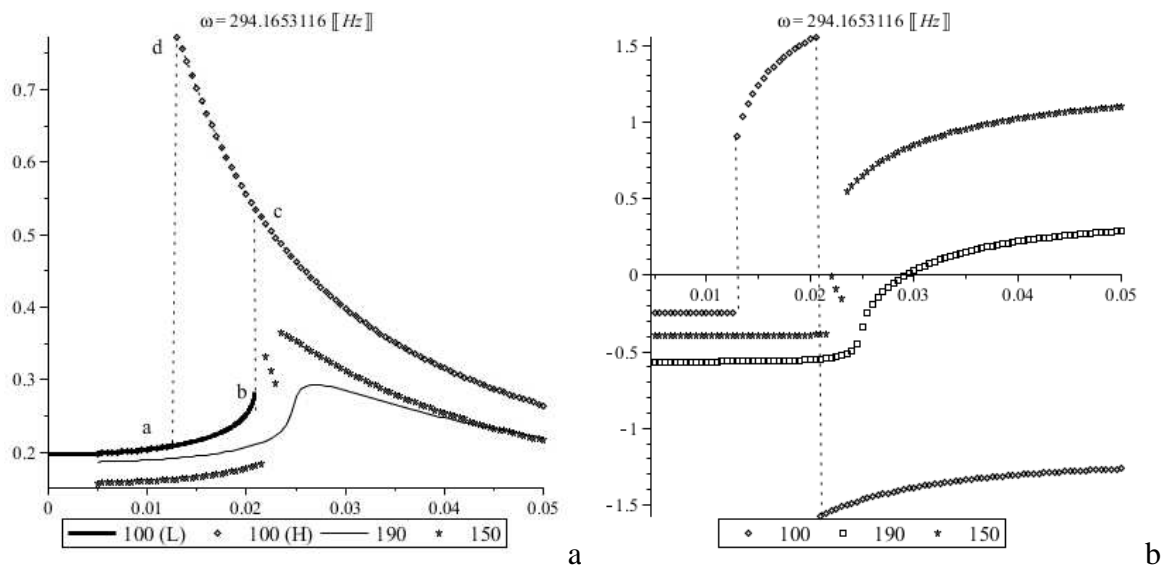 ω = 294.1653116 [[ Hz ]]
d
0.7
0.6
0.5
c
0.4
0.3
b
a
0.2
0 0.01 0.02 0.03 0.04 0.05
100 (L) 100 (H) 190 150
a
ω = 294.1653116 [[ Hz ]]
1.5
1
0.5
0
0.01 0.02 0.03 0.04 0.05
-0.5
-1
-1.5
100 190 150
b